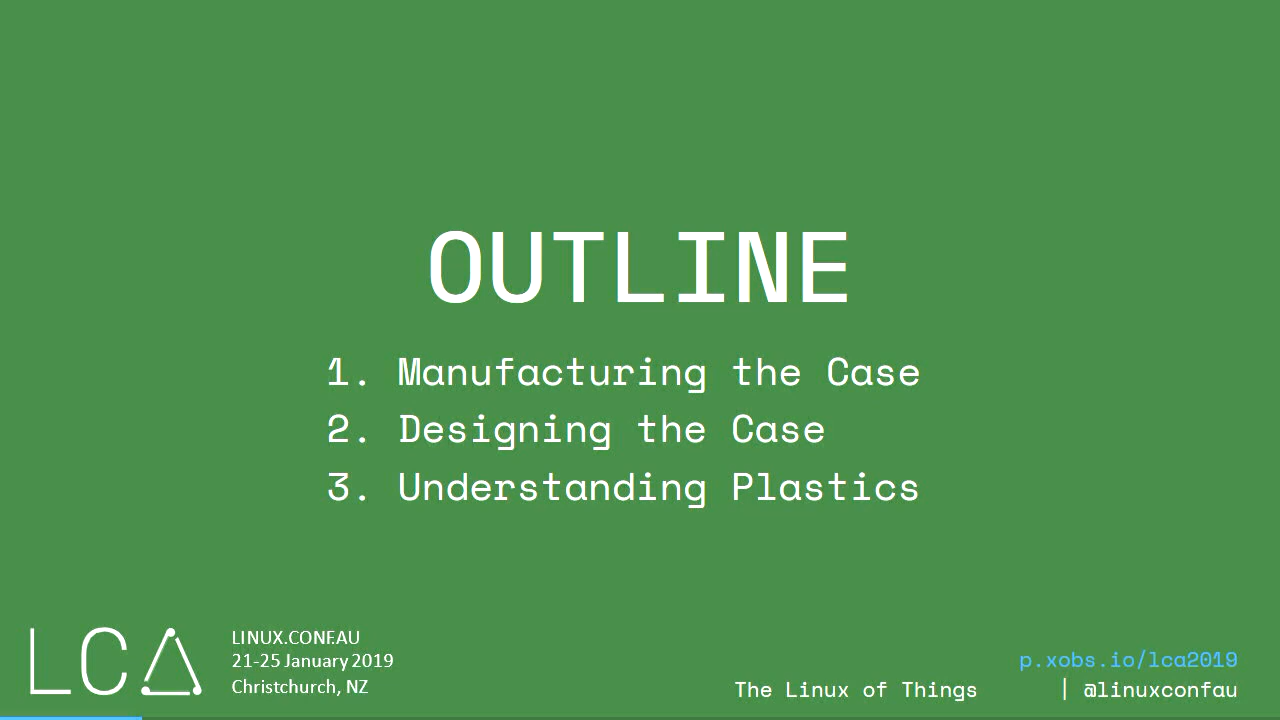 OUTLINE
1. Manufacturing the Case
2. Designing the Case
3. Understanding Plastics
LCA
LINUX.CONF.AU
21-25 January 2019
Christchurch, NZ
p.xobs.io/lca2019
The Linux of Things | @linuxconfau